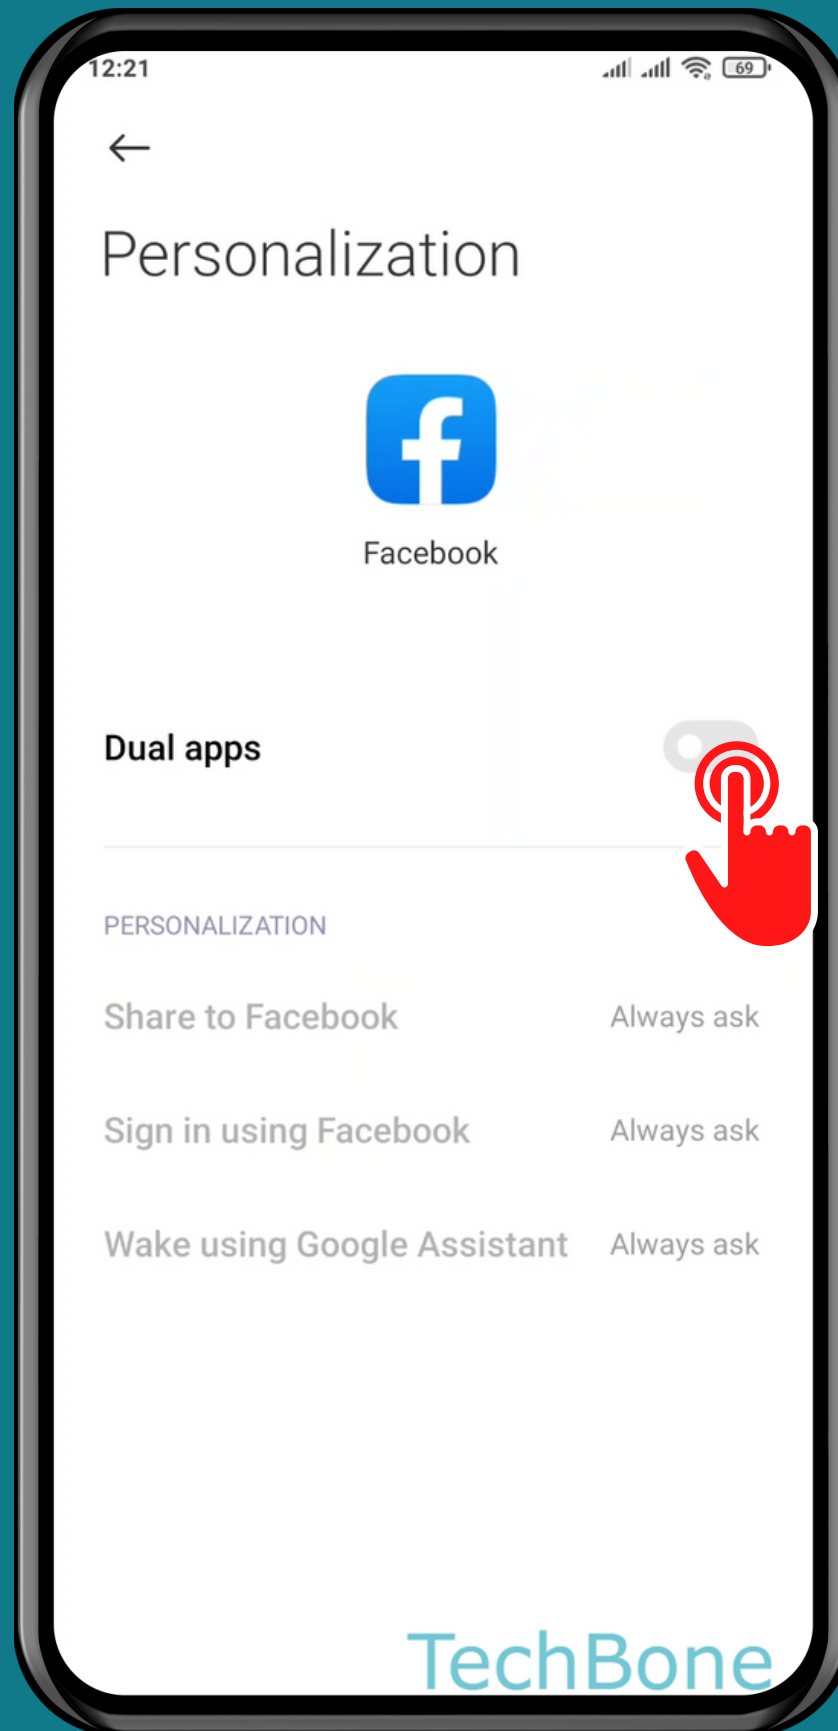 12:21
69
Personalization
Facebook
Dual apps
PERSONALIZATION
Share to Facebook Always ask
Sign in using Facebook Always ask
Wake using Google Assistant Always ask
TechBone